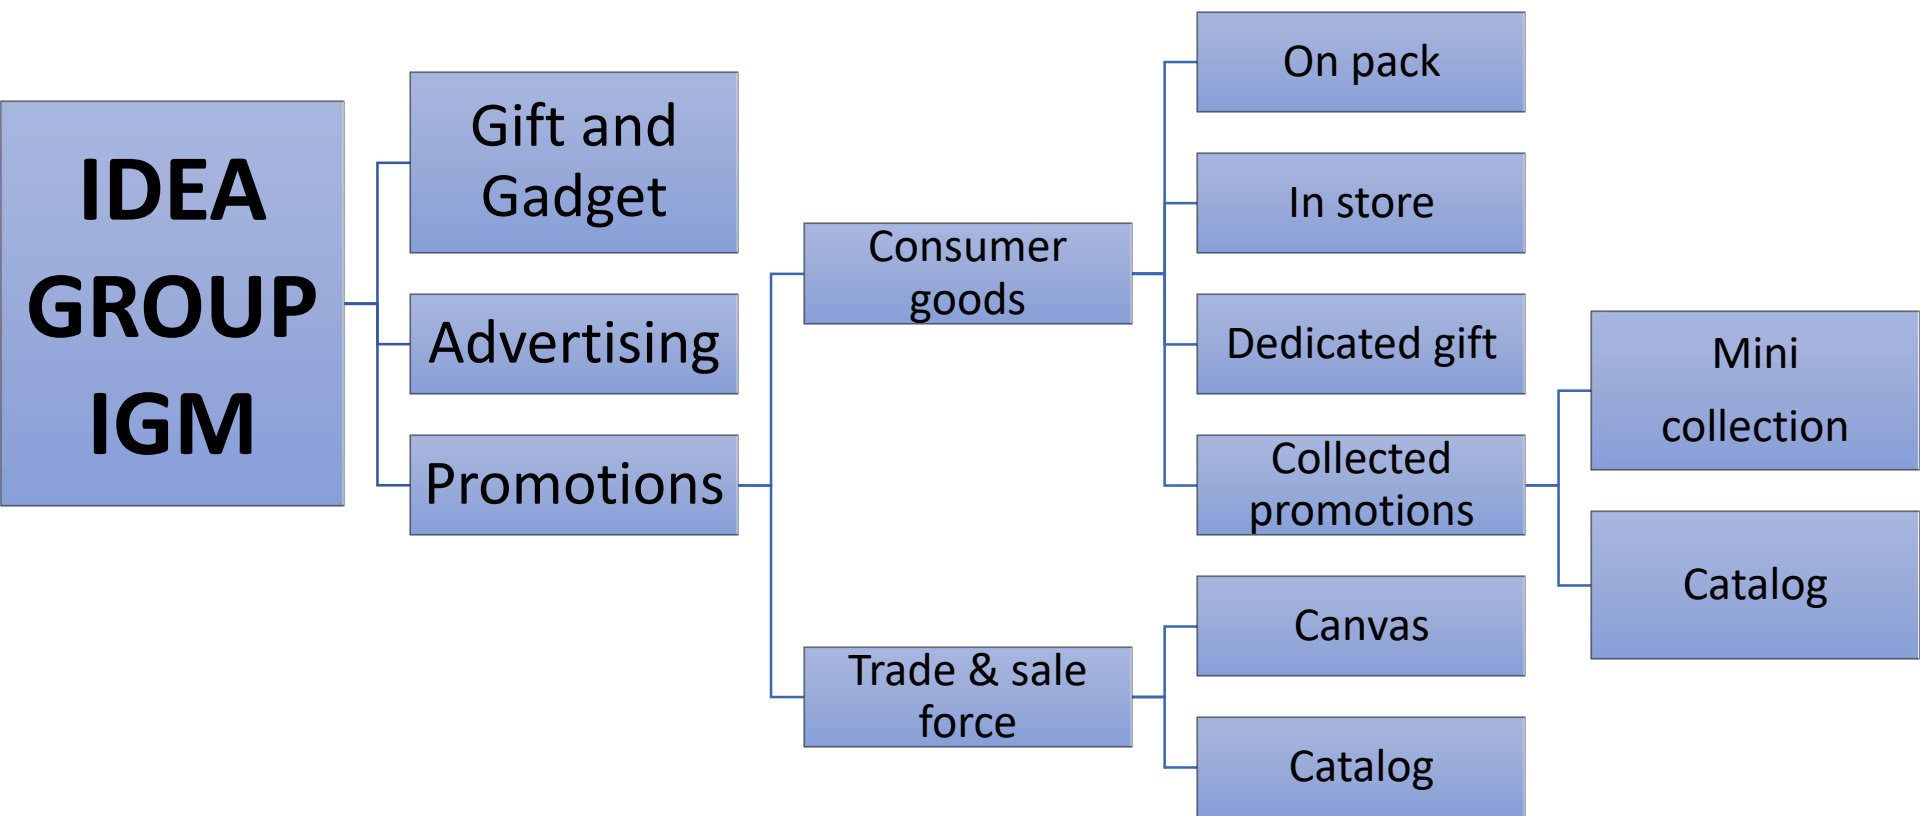 IDEA
GROUP
IGM
Gift and
Gadget
Advertising
Promotions
Consumer
goods
Trade & sale
force
On pack
In store
Dedicated gift
Collected
promotions
Canvas
Catalog
Mini
collection
Catalog